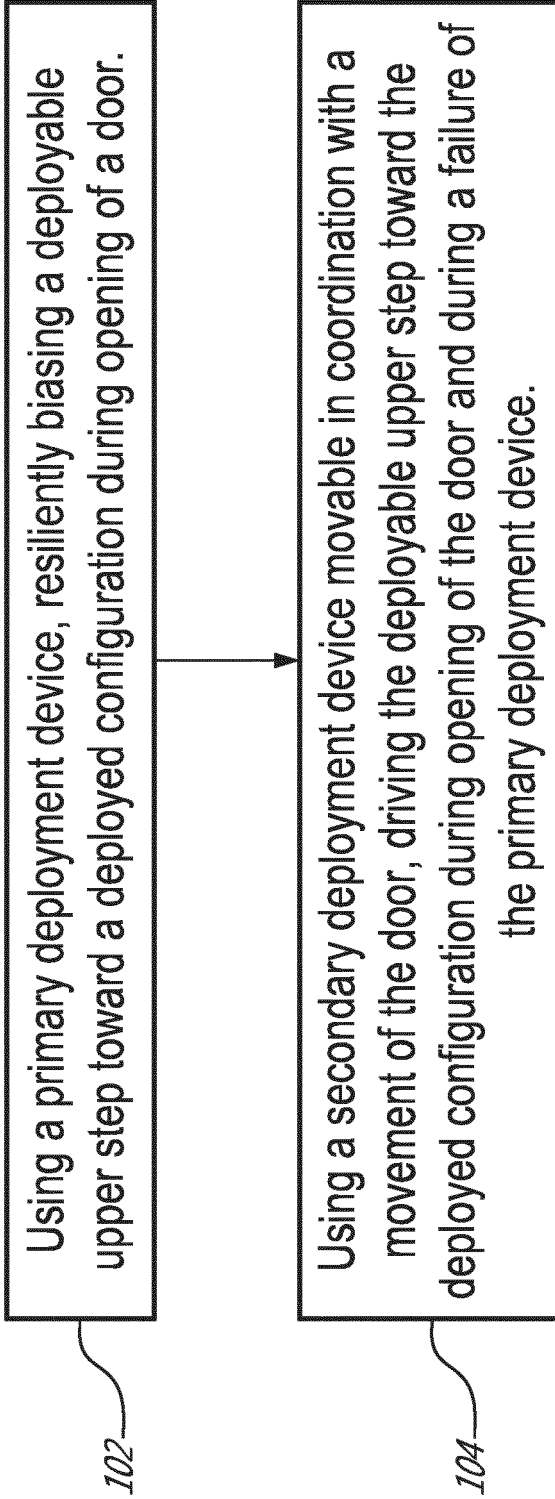 102
Using a primary deployment device, resiliently biasing a deployable
upper step toward a deployed configuration during opening of a door.
104
Using a secondary deployment device movable in coordination with a
movement of the door, driving the deployable upper step toward the
deployed configuration during opening of the door and during a failure of
the primary deployment device.